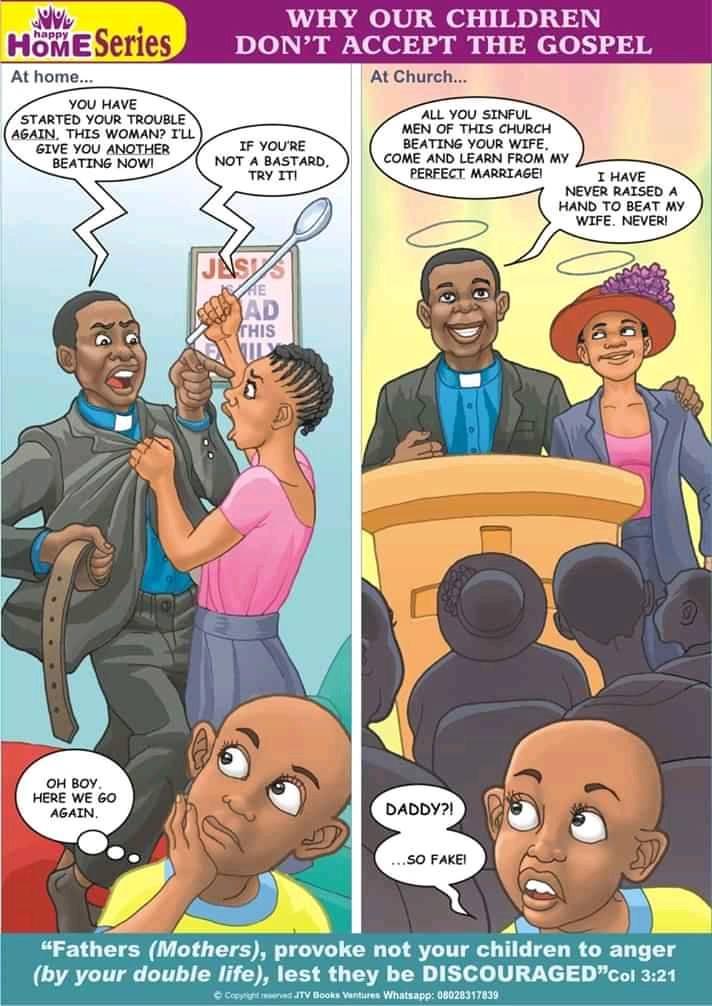 happy
HOME Series
WHY OUR CHILDREN
DON'T ACCEPT THE GOSPEL
At home...
YOU HAVE
STARTED YOUR TROUBLE
AGAIN, THIS WOMAN? I'LL
GIVE YOU ANOTHER
BEATING NOW!
IF YOU'RE
NOT A BASTARD,
TRY IT!
JESUS
IS THE
AD
THIS
FAMILY
OH BOY.
HERE WE GO
AGAIN.
At Church...
ALL YOU SINFUL
MEN OF THIS CHURCH
BEATING YOUR WIFE,
COME AND LEARN FROM MY
PERFECT MARRIAGE!
I HAVE
NEVER RAISED A
HAND TO BEAT MY
WIFE. NEVER!
DADDY?!
...SO FAKE!
“Fathers (Mothers), provoke not your children to anger
(by your double life), lest they be DISCOURAGED”Col 3:21
© Copyright reserved JTV Books Ventures Whatsapp: 08028317839